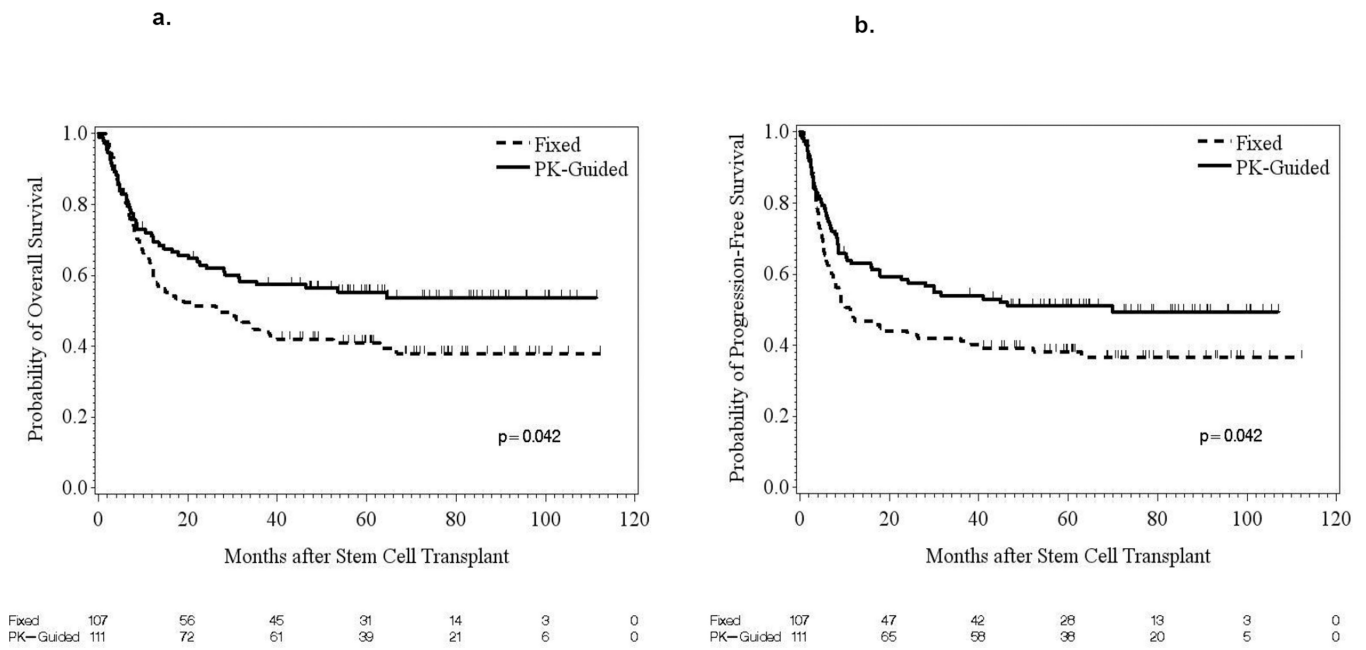 a.
Probability of Overall Survival
1.0
0.8
0.6
0.4
0.2
0.0
Fixed
PK-Guided
p=0.042
0 20 40 60 80 100 120
Months after Stem Cell Transplant
Fixed 107 56 45 31 14 3 0
PK-Guided 111 72 61 39 21 6 0
b.
Probability of Progression-Free Survival
1.0
0.8
0.6
0.4
0.2
0.0
Fixed
PK-Guided
p=0.042
0 20 40 60 80 100 120
Months after Stem Cell Transplant
Fixed 107 47 42 28 13 3 0
PK-Guided 111 65 58 38 20 5 0